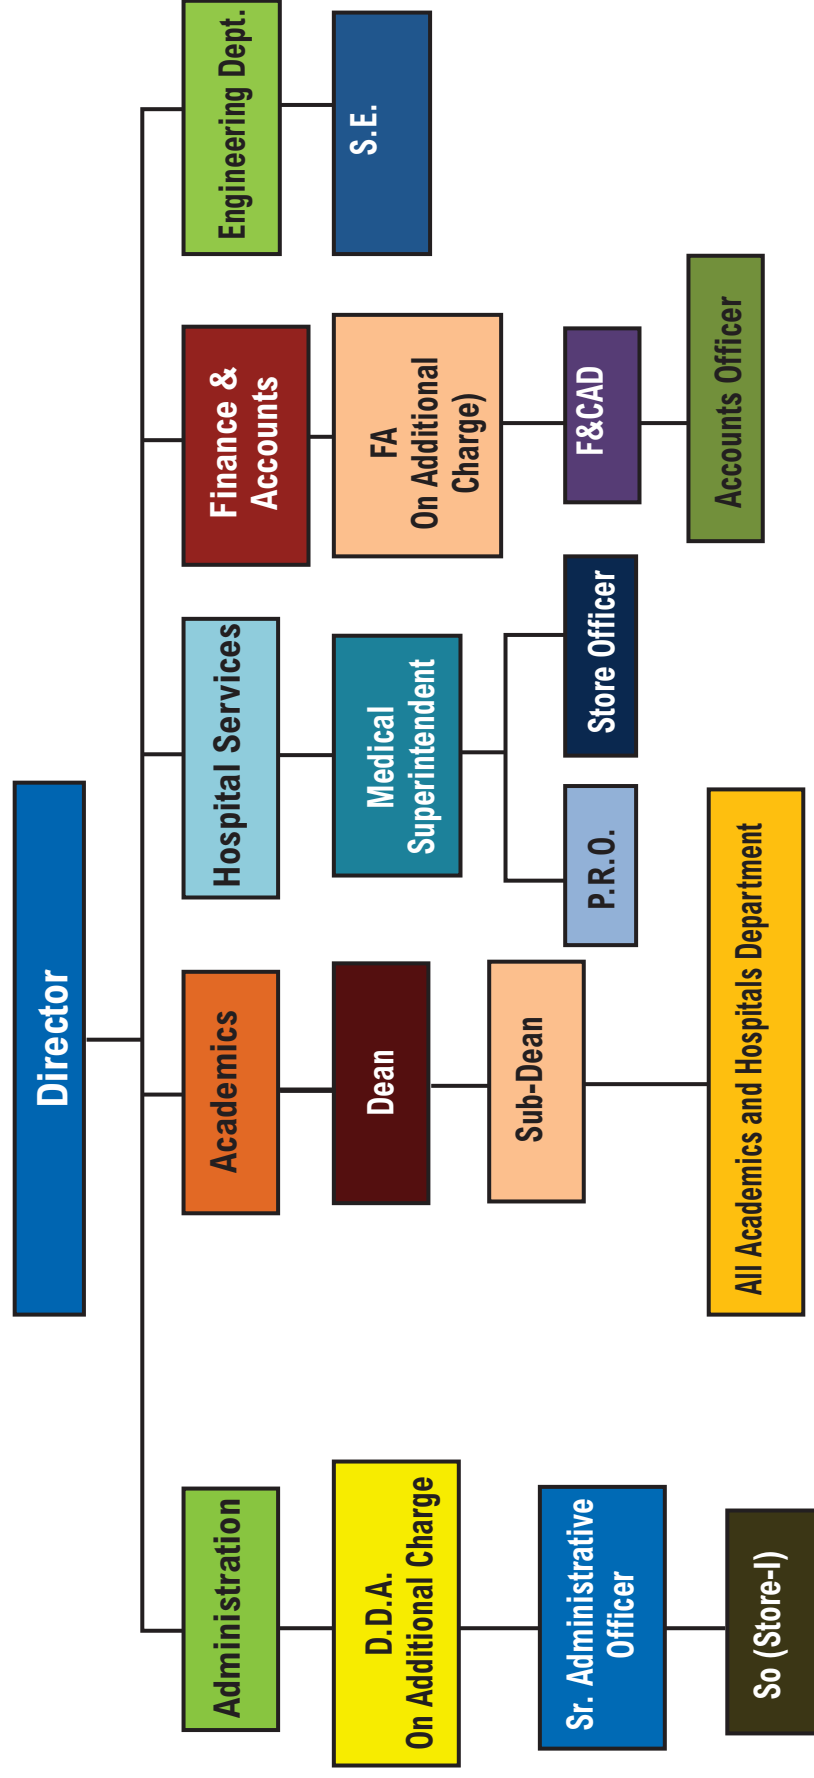 Director
Administration
Academics
Hospital Services
Finance &
Accounts
Engineering Dept.
D.D.A.
On Additional Charge
Dean
Medical
Superintendent
FA
On Additional
Charge)
S.E.
Sr. Administrative
Officer
Sub-Dean
P.R.O.
Store Officer
F&CAD
So (Store-I)
All Academics and Hospitals Department
Accounts Officer